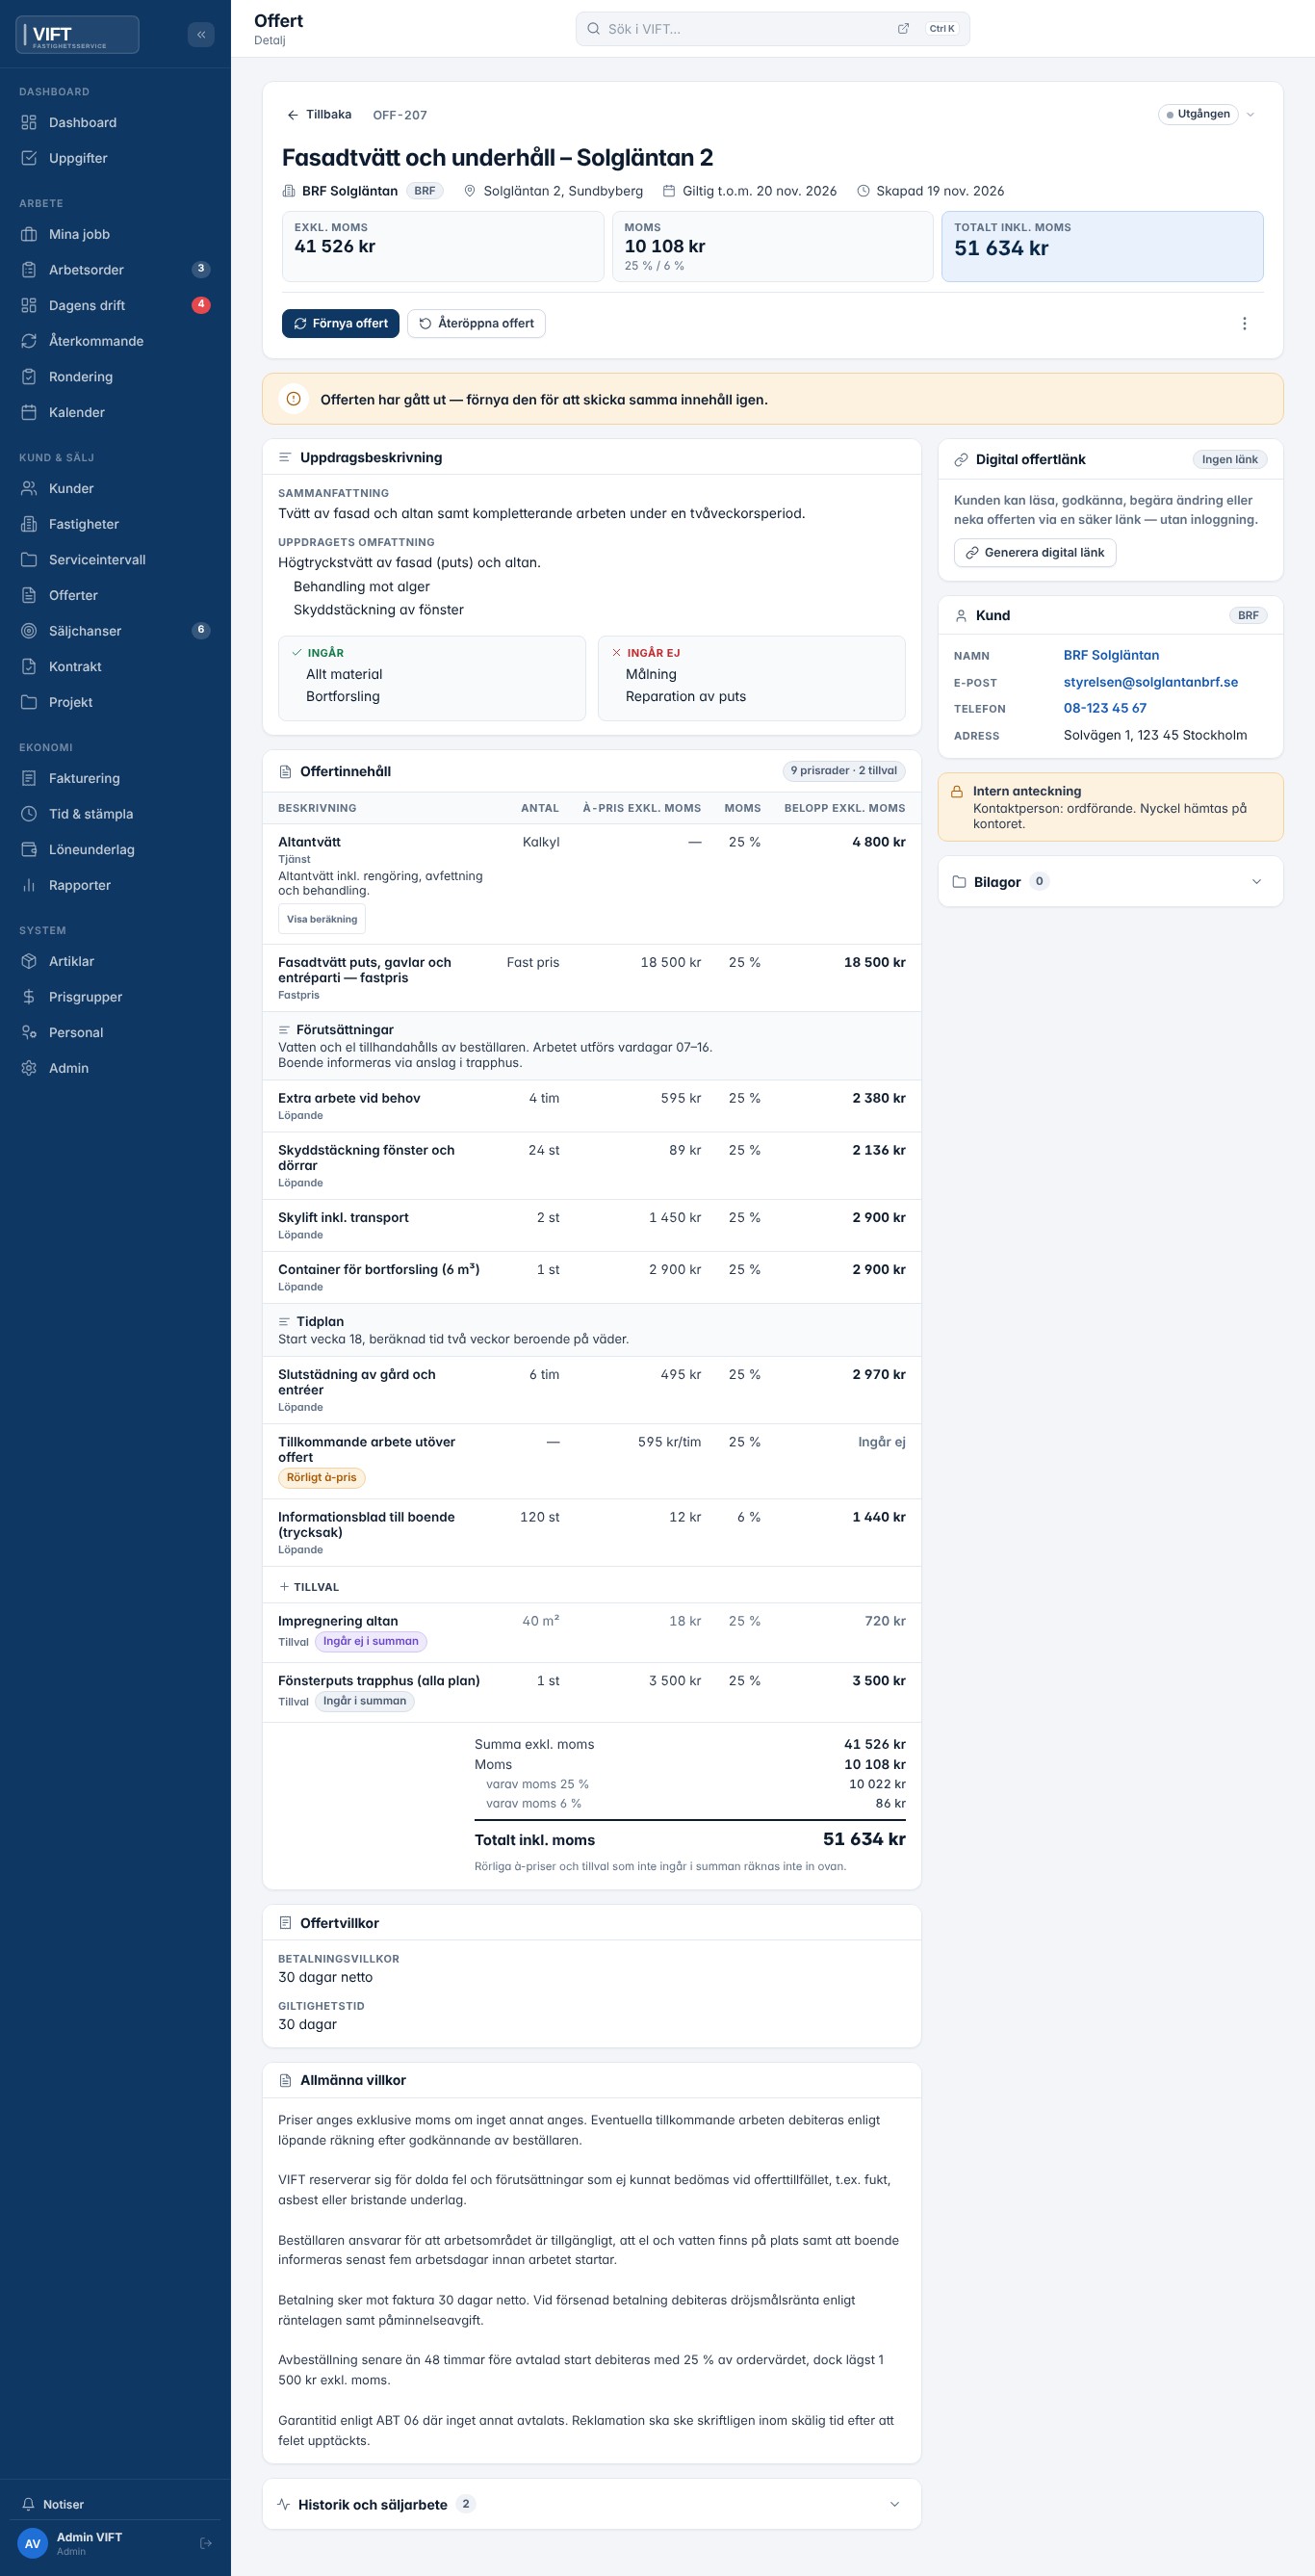 VIFT
FASTIGHETSSERVICE
DASHBOARD
Dashboard
Uppgifter
ARBETE
Mina jobb
Arbetsorder 3
Dagens drift 4
Återkommande
Rondering
Kalender
KUND & SÄLJ
Kunder
Fastigheter
Serviceintervall
Offerter
Säljchanser 6
Kontrakt
Projekt
EKONOMI
Fakturering
Tid & stämpla
Löneunderlag
Rapporter
SYSTEM
Artiklar
Prisgrupper
Personal
Admin
Notiser
AV Admin VIFT
Admin
Offert
Detalj
Sök i VIFT... Ctrl K
Tillbaka OFF-207 Utgången
Fasadtvätt och underhåll – Solgläntan 2
BRF Solgläntan BRF Solgläntan 2, Sundbyberg Giltig t.o.m. 20 nov. 2026 Skapad 19 nov. 2026
EXKL. MOMS
41 526 kr
MOMS
10 108 kr
25 % / 6 %
TOTALT INKL. MOMS
51 634 kr
Förnya offert Återöppna offert
Offerten har gått ut — förnya den för att skicka samma innehåll igen.
Uppdragsbeskrivning
SAMMANFATTNING
Tvätt av fasad och altan samt kompletterande arbeten under en tvåveckorsperiod.
UPPDRAGETS OMFATTNING
Högtryckstvätt av fasad (puts) och altan.
Behandling mot alger
Skyddstäckning av fönster
INGÅR
Allt material
Bortforsling
INGÅR EJ
Målning
Reparation av puts
Offertinnehåll 9 prisrader · 2 tillval
BESKRIVNING ANTAL À-PRIS EXKL. MOMS MOMS BELOPP EXKL. MOMS
Altantvätt Kalkyl — 25 % 4 800 kr
Tjänst
Altantvätt inkl. rengöring, avfettning
och behandling.
Visa beräkning
Fasadtvätt puts, gavlar och Fast pris 18 500 kr 25 % 18 500 kr
entréparti — fastpris
Fastpris
Förutsättningar
Vatten och el tillhandahålls av beställaren. Arbetet utförs vardagar 07–16.
Boende informeras via anslag i trapphus.
Extra arbete vid behov 4 tim 595 kr 25 % 2 380 kr
Löpande
Skyddstäckning fönster och 24 st 89 kr 25 % 2 136 kr
dörrar
Löpande
Skylift inkl. transport 2 st 1 450 kr 25 % 2 900 kr
Löpande
Container för bortforsling (6 m³) 1 st 2 900 kr 25 % 2 900 kr
Löpande
Tidplan
Start vecka 18, beräknad tid två veckor beroende på väder.
Slutstädning av gård och 6 tim 495 kr 25 % 2 970 kr
entréer
Löpande
Tillkommande arbete utöver — 595 kr/tim 25 % Ingår ej
offert
Rörligt à-pris
Informationsblad till boende 120 st 12 kr 6 % 1 440 kr
(trycksak)
Löpande
TILLVAL
Impregnering altan 40 m² 18 kr 25 % 720 kr
Tillval Ingår ej i summan
Fönsterputs trapphus (alla plan) 1 st 3 500 kr 25 % 3 500 kr
Tillval Ingår i summan
Summa exkl. moms 41 526 kr
Moms 10 108 kr
varav moms 25 % 10 022 kr
varav moms 6 % 86 kr
Totalt inkl. moms 51 634 kr
Rörliga à-priser och tillval som inte ingår i summan räknas inte in ovan.
Offertvillkor
BETALNINGSVILLKOR
30 dagar netto
GILTIGHETSTID
30 dagar
Allmänna villkor
Priser anges exklusive moms om inget annat anges. Eventuella tillkommande arbeten debiteras enligt
löpande räkning efter godkännande av beställaren.
VIFT reserverar sig för dolda fel och förutsättningar som ej kunnat bedömas vid offerttillfället, t.ex. fukt,
asbest eller bristande underlag.
Beställaren ansvarar för att arbetsområdet är tillgängligt, att el och vatten finns på plats samt att boende
informeras senast fem arbetsdagar innan arbetet startar.
Betalning sker mot faktura 30 dagar netto. Vid försenad betalning debiteras dröjsmålsränta enligt
räntelagen samt påminnelseavgift.
Avbeställning senare än 48 timmar före avtalad start debiteras med 25 % av ordervärdet, dock lägst 1
500 kr exkl. moms.
Garantitid enligt ABT 06 där inget annat avtalats. Reklamation ska ske skriftligen inom skälig tid efter att
felet upptäckts.
Historik och säljarbete 2
Digital offertlänk Ingen länk
Kunden kan läsa, godkänna, begära ändring eller
neka offerten via en säker länk — utan inloggning.
Generera digital länk
Kund BRF
NAMN BRF Solgläntan
E-POST styrelsen@solglantanbrf.se
TELEFON 08-123 45 67
ADRESS Solvägen 1, 123 45 Stockholm
Intern anteckning
Kontaktperson: ordförande. Nyckel hämtas på
kontoret.
Bilagor 0